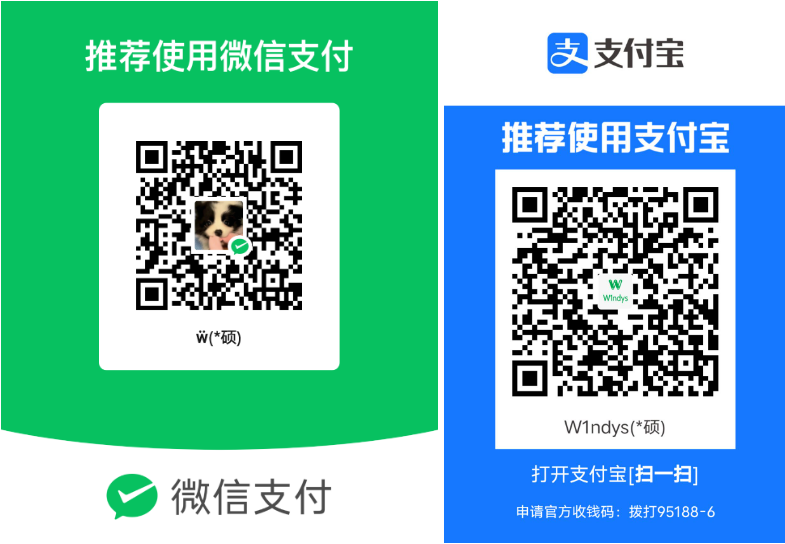 推荐使用微信支付
ẅ(*硕)
微信支付
支 支付宝
推荐使用支付宝
W
W1ndys
W1ndys(*硕)
打开支付宝[扫一扫]
申请官方收钱码：拨打95188-6